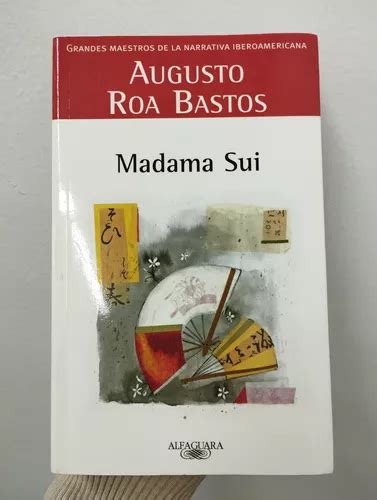 GRANDES MAESTROS DE LA NARRATIVA IBEROAMERICANA
AUGUSTO
ROA BASTOS
Madama Sui
ALFAGUARA